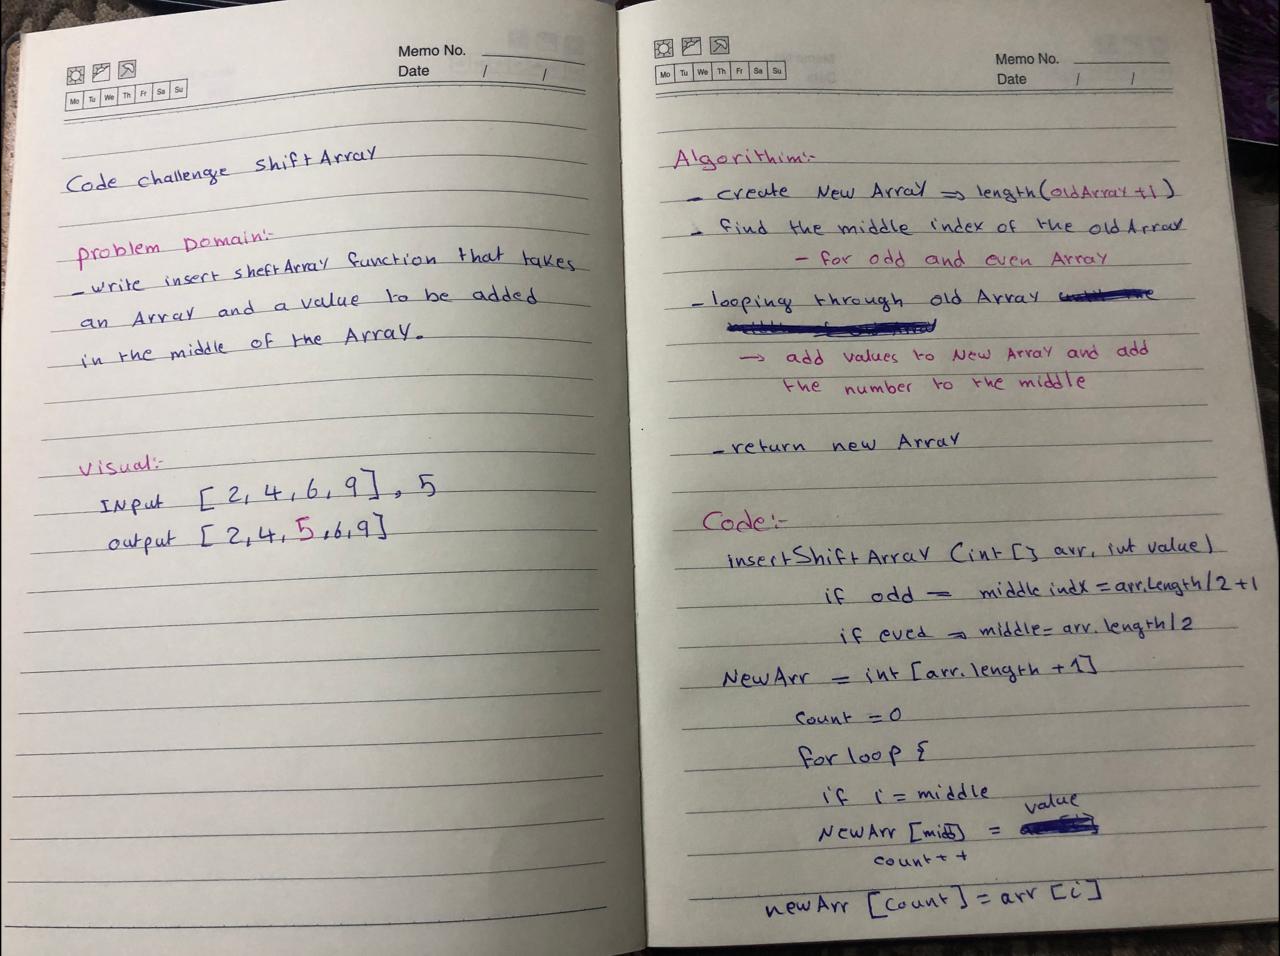 Memo No.
Date / /
Mo Tu We Th Fr Sa Su
Code challenge shift Array
problem Domain:-
- write insert sheft Array function that takes
an Array and a value to be added
in the middle of the Array.
visual:-
INput [ 2, 4, 6, 9 ] , 5
output [ 2, 4, 5, 6, 9 ]
Memo No.
Date / /
Mo Tu We Th Fr Sa Su
Algorithim:-
- create New Array ⇒ length(oldArray+1)
- find the middle index of the old Array
- for odd and even Array
- looping through old Array
→ add values to New Array and add
the number to the middle
- return new Array
Code:-
insertShiftArray (int [] arr, int value)
if odd = middle indx = arr.length/2 +1
if eved ⇒ middle = arr. length/2
NewArr = int [arr. length +1]
count = 0
for loop {
if i = middle
value
NewArr [mid] =
count++
newArr [count] = arr [i]